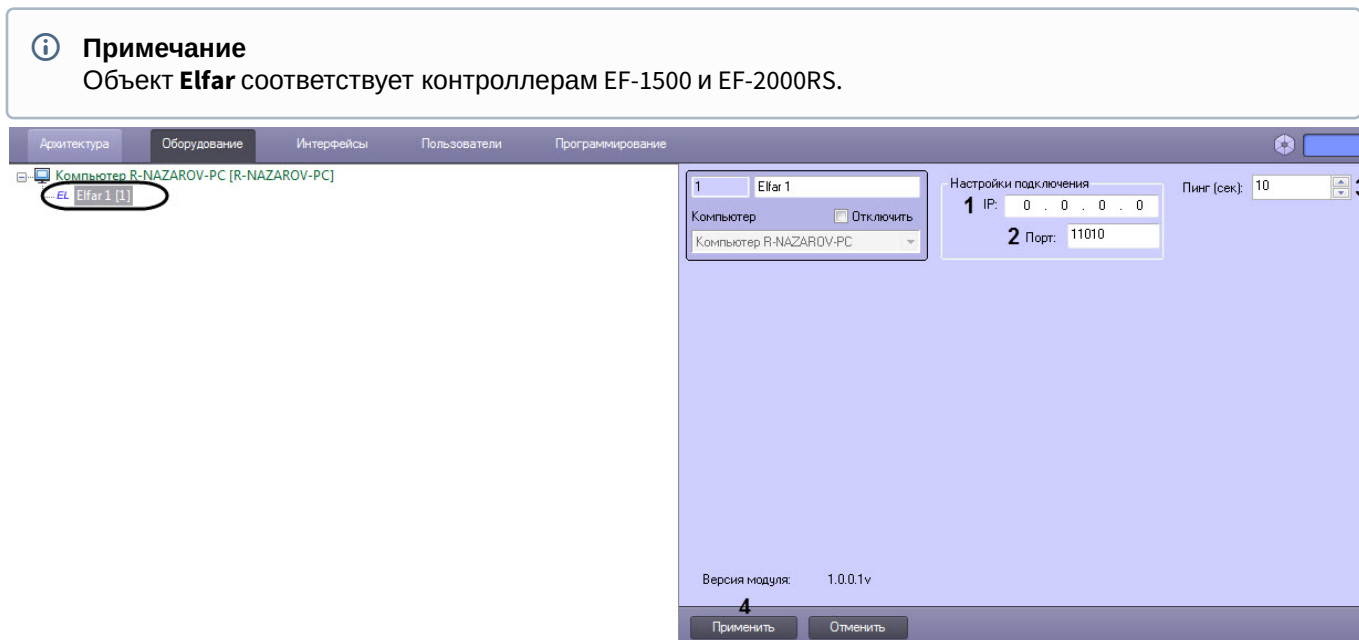 Примечание
Объект Elfar соответствует контроллерам EF-1500 и EF-2000RS.
Архитектура Оборудование Интерфейсы Пользователи Программирование
Компьютер R-NAZAROV-PC [R-NAZAROV-PC]
EL Elfar 1 [1]
1 Elfar 1
Компьютер Отключить
Компьютер R-NAZAROV-PC
Настройки подключения
1 IP: 0 . 0 . 0 . 0
2 Порт: 11010
Пинг (сек): 10 3
Версия модуля: 1.0.0.1v
4
Применить Отменить